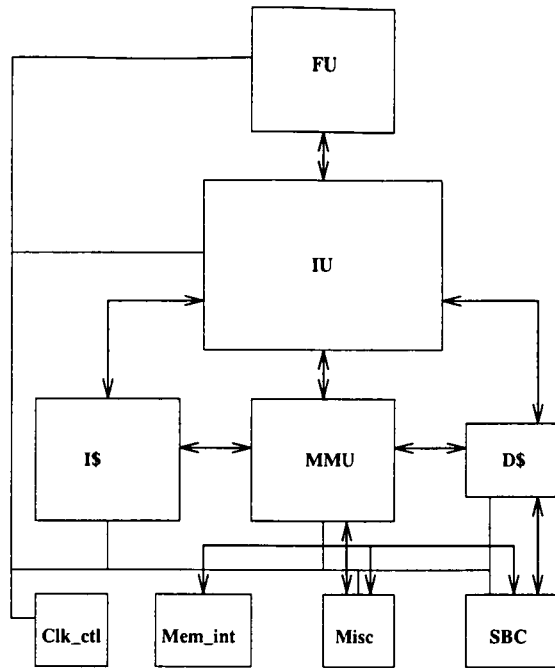 FU
IU
I$
MMU
D$
Clk_ctl
Mem_int
Misc
SBC